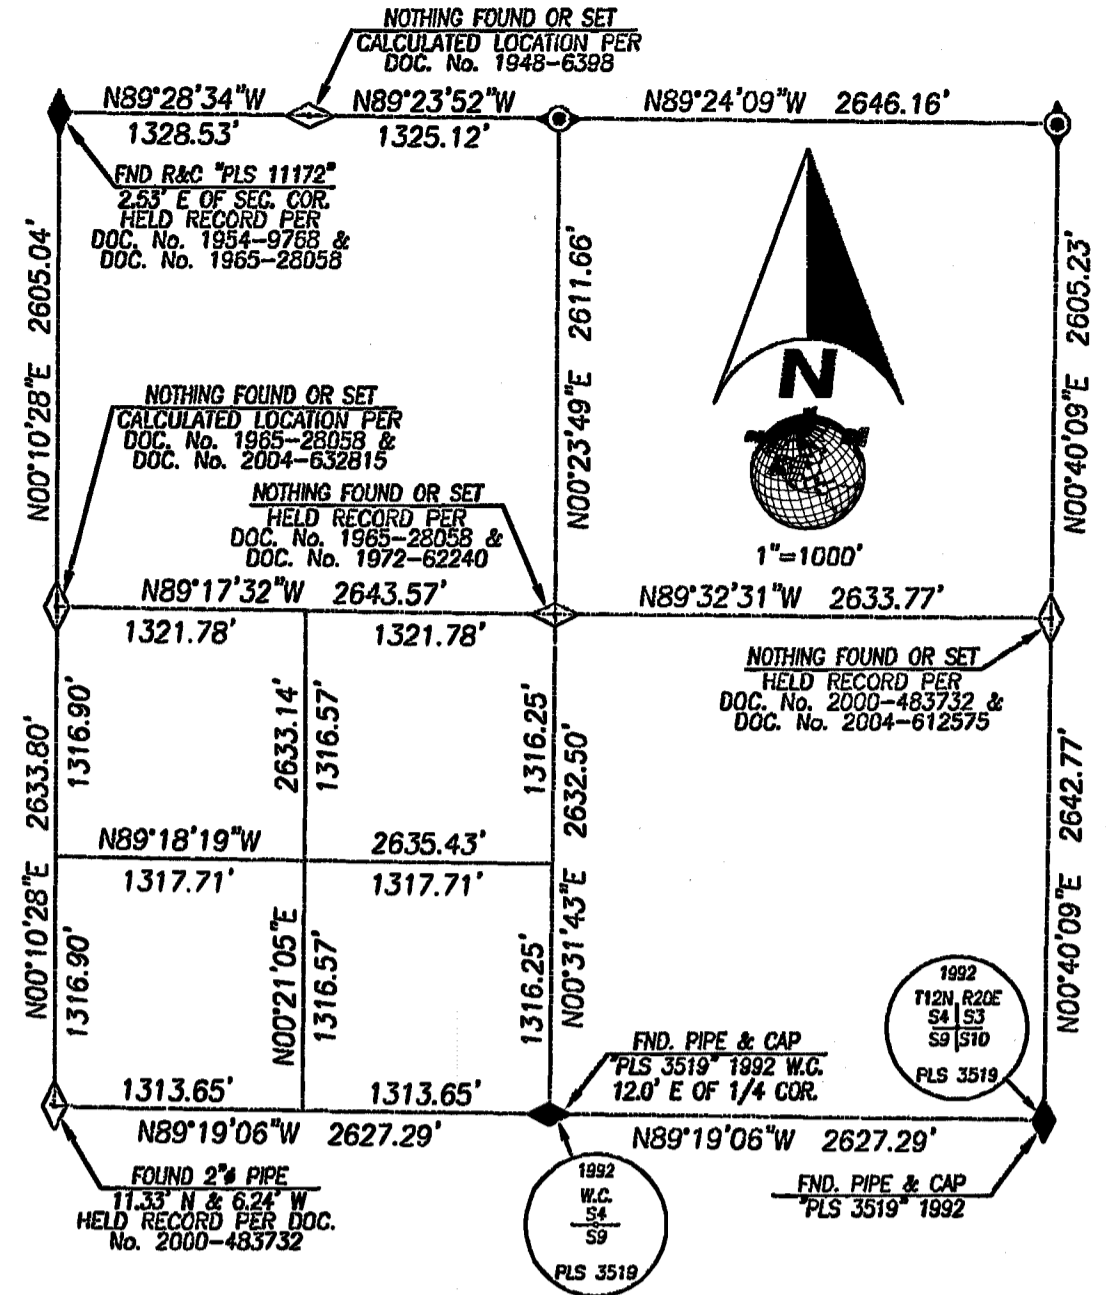 NOTHING FOUND OR SET
CALCULATED LOCATION PER
DOC. No. 1948-6398
N89°28'34"W
1328.53'
N89°23'52"W
1325.12'
N89°24'09"W 2646.16'
FND R&C "PLS 11172"
2.53' E OF SEC. COR.
HELD RECORD PER
DOC. No. 1954-9768 &
DOC. No. 1965-28058
N00°10'28"E 2605.04'
N00°23'49"E 2611.66'
N00°40'09"E 2605.23'
N
1"=1000'
NOTHING FOUND OR SET
CALCULATED LOCATION PER
DOC. No. 1965-28058 &
DOC. No. 2004-632815
NOTHING FOUND OR SET
HELD RECORD PER
DOC. No. 1965-28058 &
DOC. No. 1972-62240
N89°17'32"W 2643.57'
1321.78'
1321.78'
N89°32'31"W 2633.77'
NOTHING FOUND OR SET
HELD RECORD PER
DOC. No. 2000-483732 &
DOC. No. 2004-612575
N00°10'28"E 2633.80'
1316.90'
2633.14'
1316.57'
1316.25'
N00°31'43"E 2632.50'
N00°40'09"E 2642.77'
N89°18'19"W 2635.43'
1317.71'
1317.71'
1316.90'
N00°21'05"E
1316.57'
1316.25'
1313.65'
1313.65'
N89°19'06"W 2627.29'
N89°19'06"W 2627.29'
FND. PIPE & CAP
"PLS 3519" 1992 W.C.
12.0' E OF 1/4 COR.
1992
T12N R20E
S4 S3
S9 S10
PLS 3519
FOUND 2"ø PIPE
11.33' N & 6.24' W
HELD RECORD PER DOC.
No. 2000-483732
1992
W.C.
S4
S9
PLS 3519
FND. PIPE & CAP
"PLS 3519" 1992